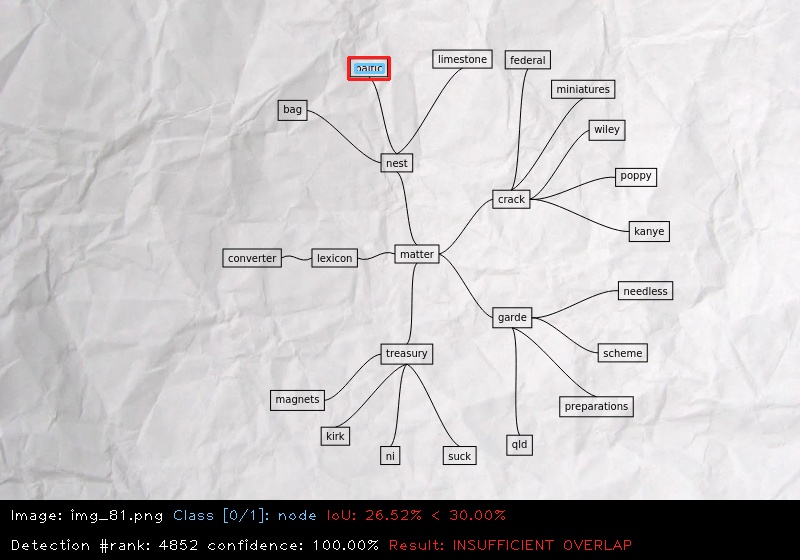 limestone
federal
baltic
miniatures
bag
wiley
nest
poppy
crack
kanye
matter
converter
lexicon
needless
garde
treasury
scheme
magnets
preparations
kirk
qld
ni
suck
Image: img_81.png Class [0/1]: node IoU: 26.52% < 30.00%
Detection #rank: 4852 confidence: 100.00% Result: INSUFFICIENT OVERLAP